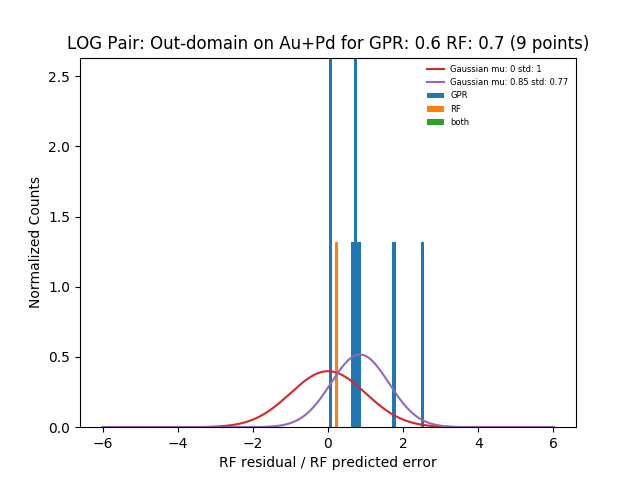 LOG Pair: Out-domain on Au+Pd for GPR: 0.6 RF: 0.7 (9 points)
Gaussian mu: 0 std: 1
Gaussian mu: 0.85 std: 0.77
GPR
RF
both
2.5
2.0
1.5
1.0
0.5
0.0
Normalized Counts
−6
−4
−2
0
2
4
6
RF residual / RF predicted error